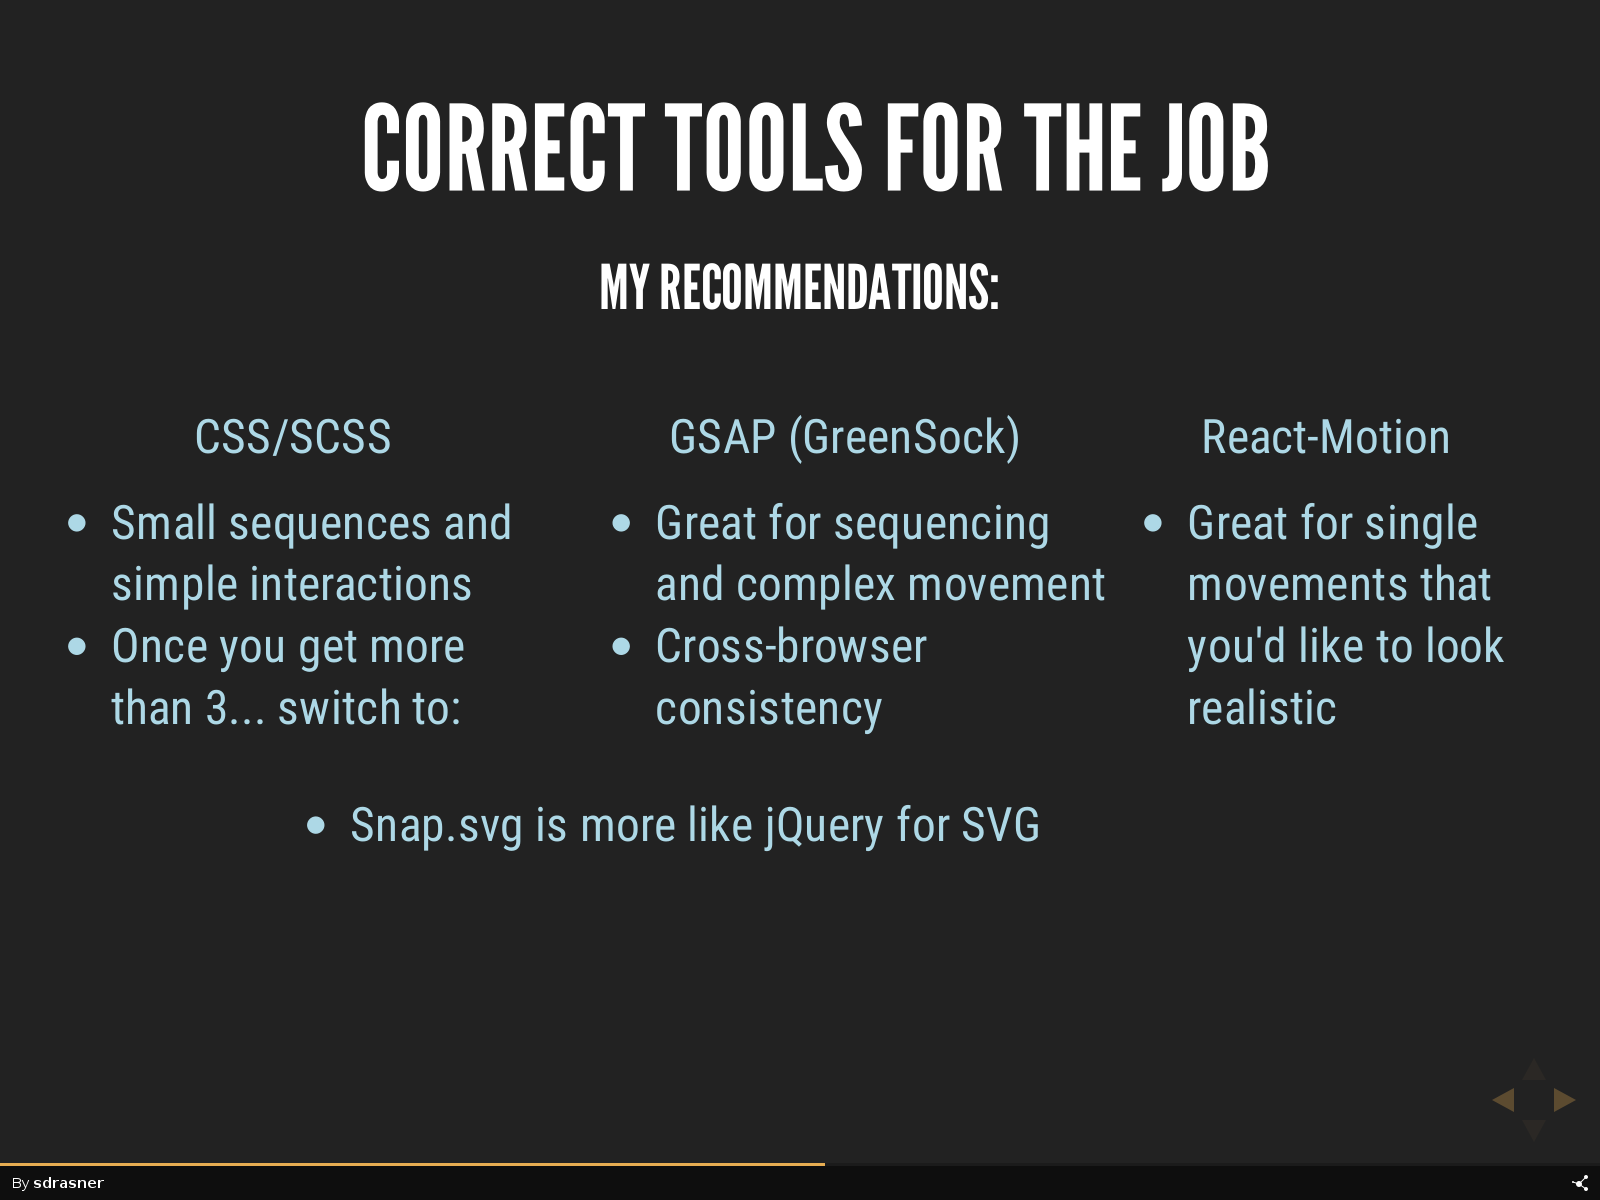 CORRECT TOOLS FOR THE JOB
MY RECOMMENDATIONS:
CSS/SCSS
Small sequences and
simple interactions
Once you get more
than 3... switch to:
GSAP (GreenSock)
Great for sequencing
and complex movement
Cross-browser
consistency
React-Motion
Great for single
movements that
you'd like to look
realistic
Snap.svg is more like jQuery for SVG
By sdrasner